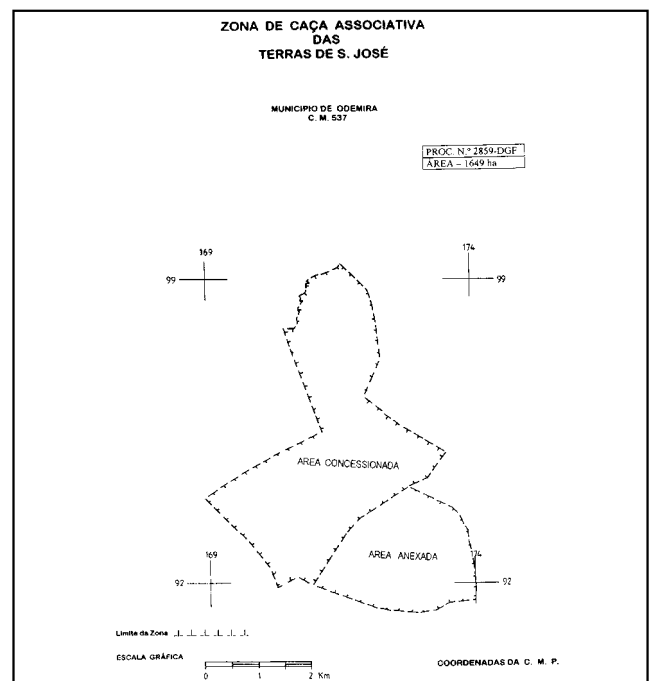 ZONA DE CAÇA ASSOCIATIVA
DAS
TERRAS DE S. JOSÉ
MUNICIPIO DE ODEMIRA
C. M. 537
PROC. N.º 2859-DGF
ÁREA – 1649 ha
169
174
99
99
AREA CONCESSIONADA
AREA ANEXADA
169
174
92
92
Limite da Zona
ESCALA GRÁFICA
0 1 2 Km
COORDENADAS DA C. M. P.